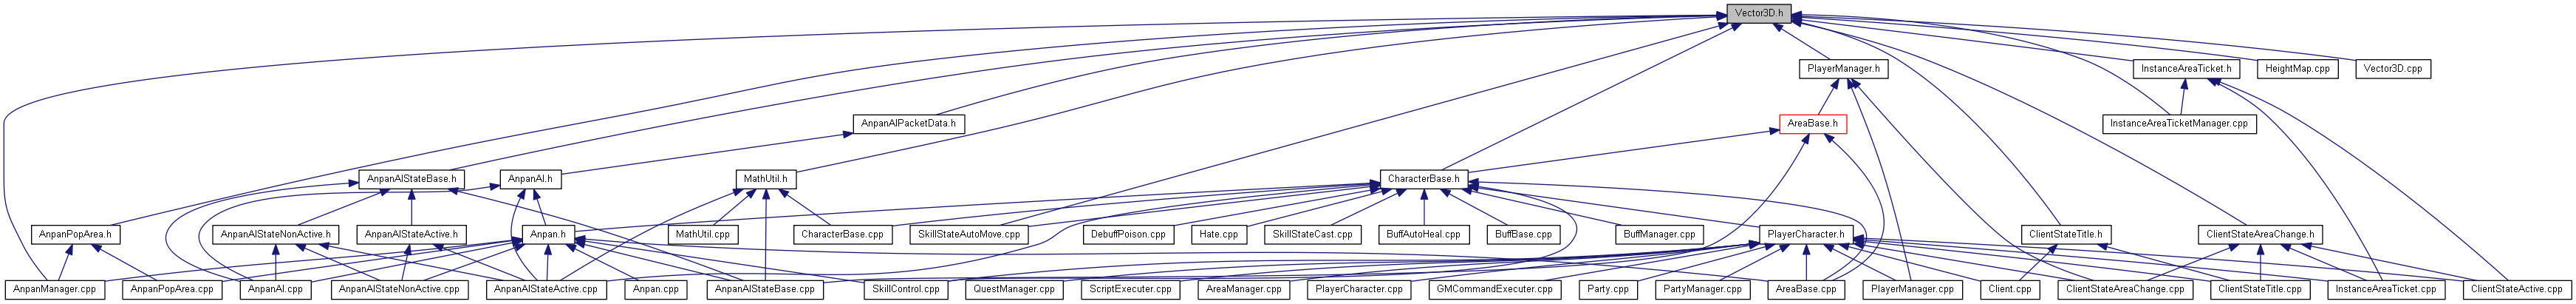 Vector3D.h
PlayerManager.h
InstanceAreaTicket.h
HeightMap.cpp
Vector3D.cpp
AnpanAIPacketData.h
AreaBase.h
InstanceAreaTicketManager.cpp
AnpanAIStateBase.h
AnpanAI.h
MathUtil.h
CharacterBase.h
AnpanPopArea.h
AnpanAIStateNonActive.h
AnpanAIStateActive.h
Anpan.h
MathUtil.cpp
CharacterBase.cpp
SkillStateAutoMove.cpp
DebuffPoison.cpp
Hate.cpp
SkillStateCast.cpp
BuffAutoHeal.cpp
BuffBase.cpp
BuffManager.cpp
PlayerCharacter.h
ClientStateTitle.h
ClientStateAreaChange.h
AnpanManager.cpp
AnpanPopArea.cpp
AnpanAI.cpp
AnpanAIStateNonActive.cpp
AnpanAIStateActive.cpp
Anpan.cpp
AnpanAIStateBase.cpp
SkillControl.cpp
QuestManager.cpp
ScriptExecuter.cpp
AreaManager.cpp
PlayerCharacter.cpp
GMCommandExecuter.cpp
Party.cpp
PartyManager.cpp
AreaBase.cpp
PlayerManager.cpp
Client.cpp
ClientStateAreaChange.cpp
ClientStateTitle.cpp
InstanceAreaTicket.cpp
ClientStateActive.cpp